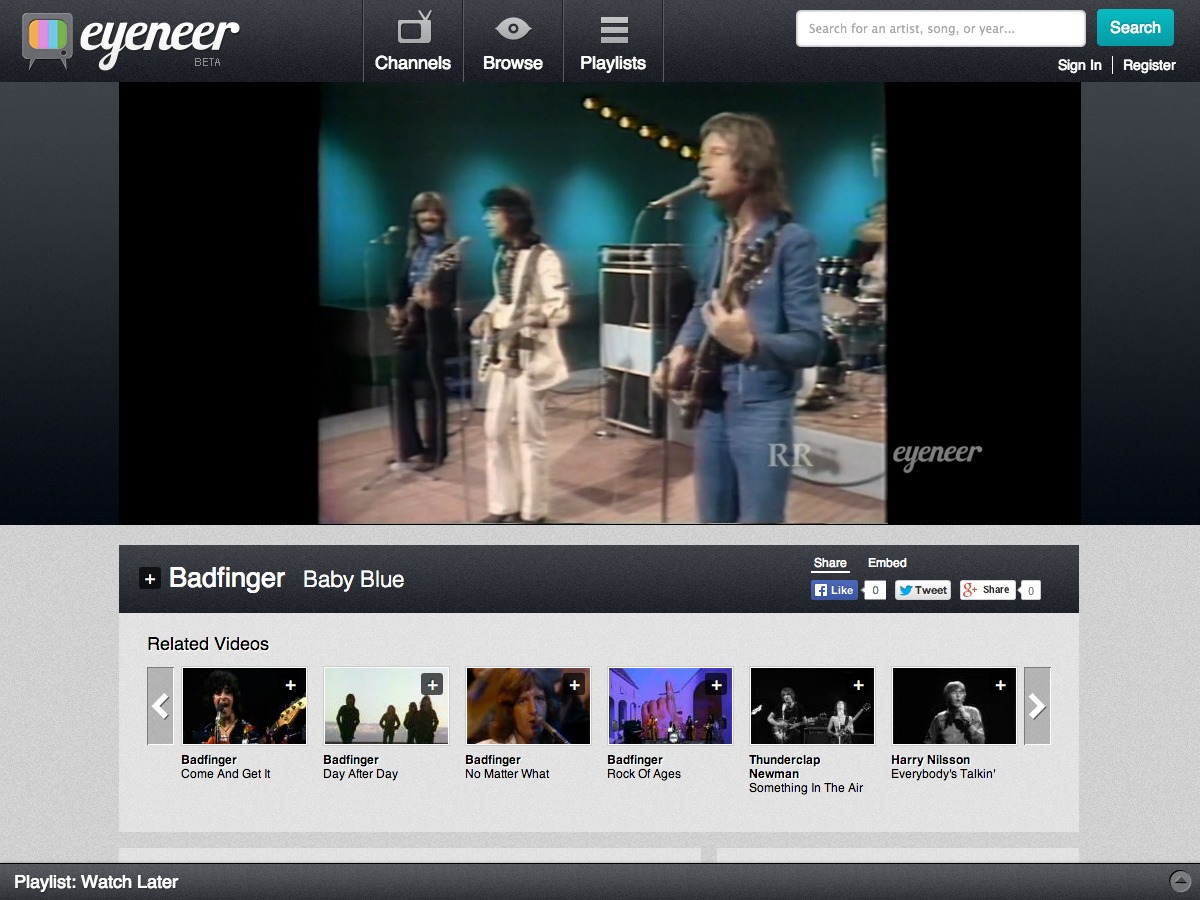 eyeneer
BETA
Channels
Browse
Playlists
Search for an artist, song, or year...
Search
Sign In
Register
RR
eyeneer
+ Badfinger Baby Blue
Share
Embed
Like
0
Tweet
Share
0
Related Videos
+
+
+
+
+
+
Badfinger
Come And Get It
Badfinger
Day After Day
Badfinger
No Matter What
Badfinger
Rock Of Ages
Thunderclap
Newman
Something In The Air
Harry Nilsson
Everybody's Talkin'
Playlist: Watch Later